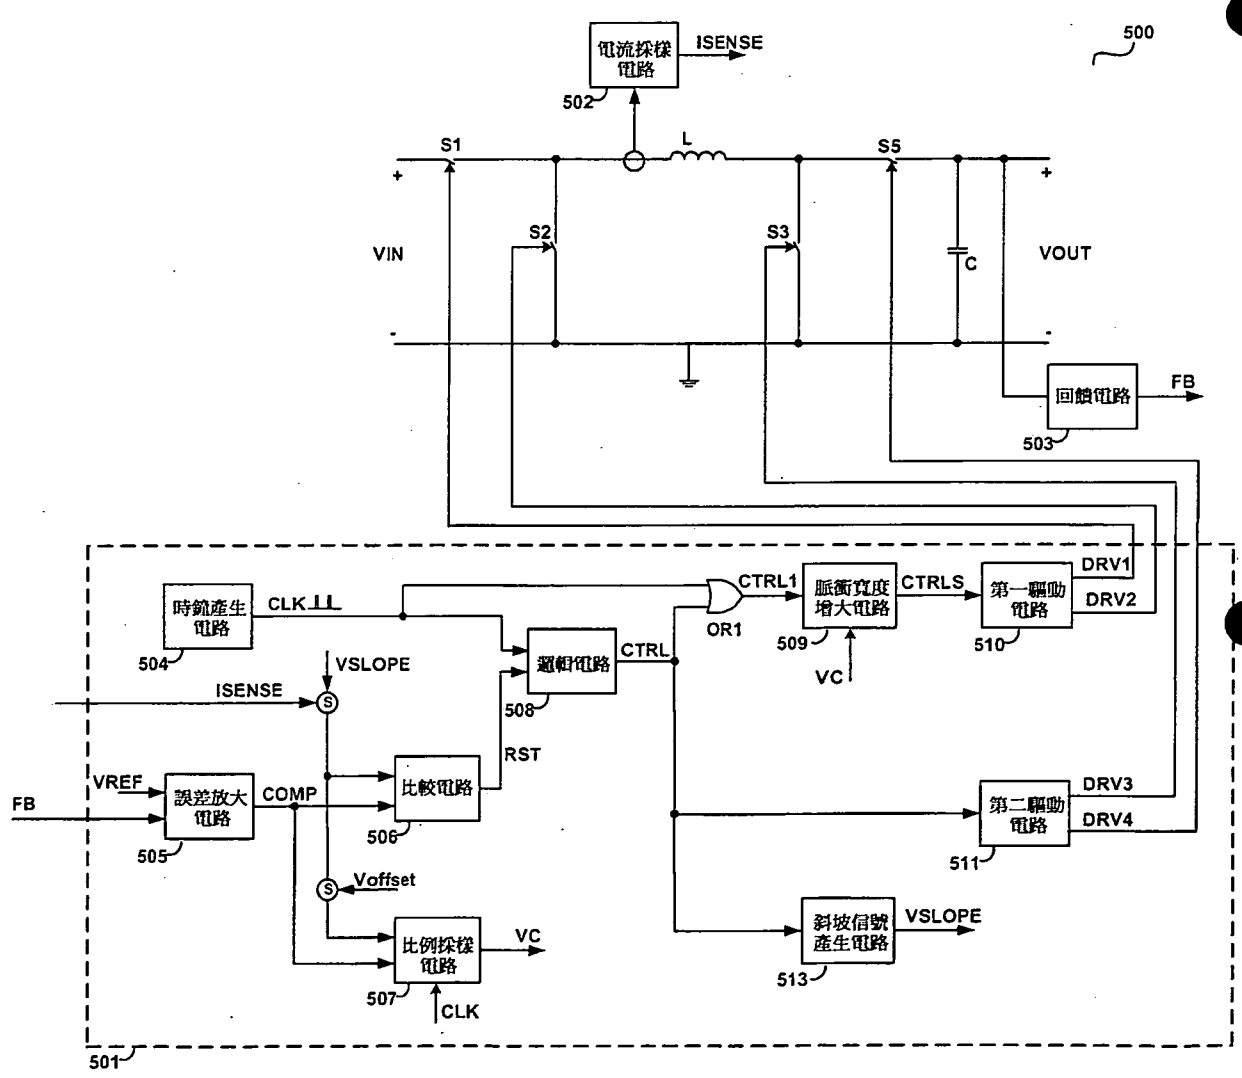 500
電流採樣
電路
ISENSE
502
L
S1
S5
+
+
S2
S3
VIN
C
VOUT
-
-
回饋電路
FB
503
時鐘產生
電路
CLK
504
CTRL1
OR1
脈衝寬度
增大電路
509
VC
CTRLS
第一驅動
電路
510
DRV1
DRV2
VSLOPE
ISENSE
S
邏輯電路
508
CTRL
RST
VREF
FB
誤差放大
電路
505
COMP
比較電路
506
第二驅動
電路
511
DRV3
DRV4
S
Voffset
比例採樣
電路
507
VC
CLK
斜坡信號
產生電路
513
VSLOPE
501